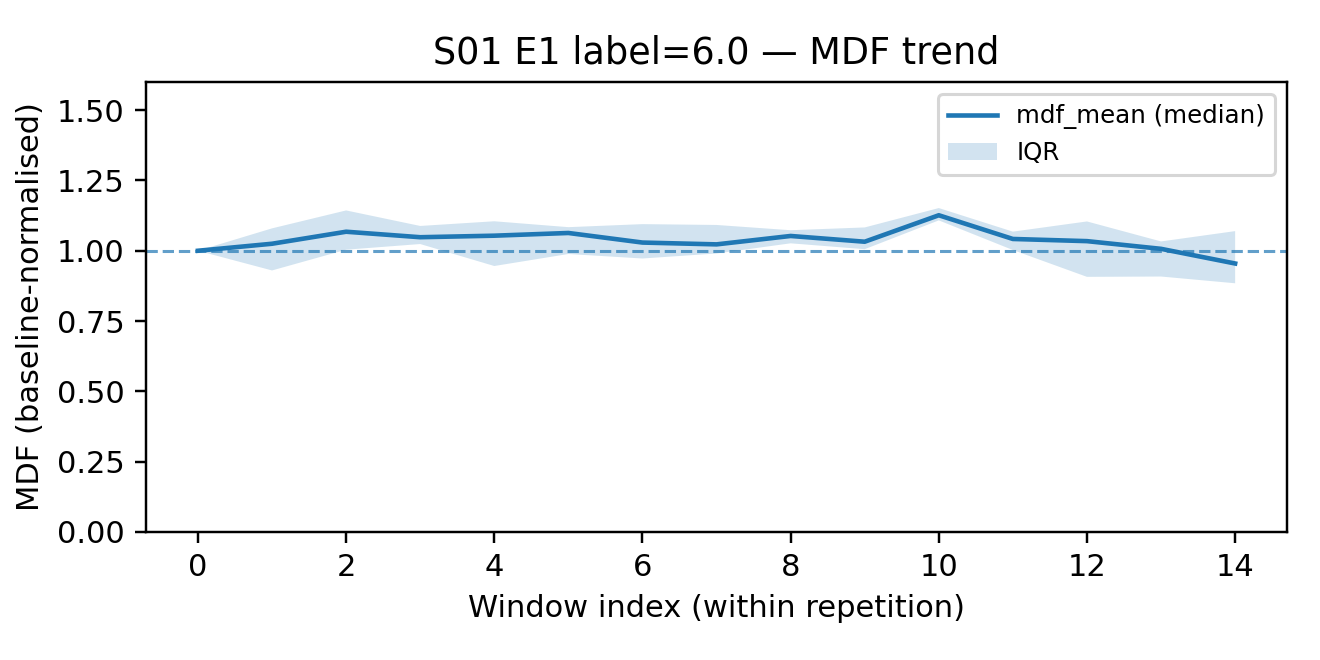 S01 E1 label=6.0 — MDF trend
mdf_mean (median)
IQR
MDF (baseline-normalised)
1.50
1.25
1.00
0.75
0.50
0.25
0.00
0 2 4 6 8 10 12 14
Window index (within repetition)